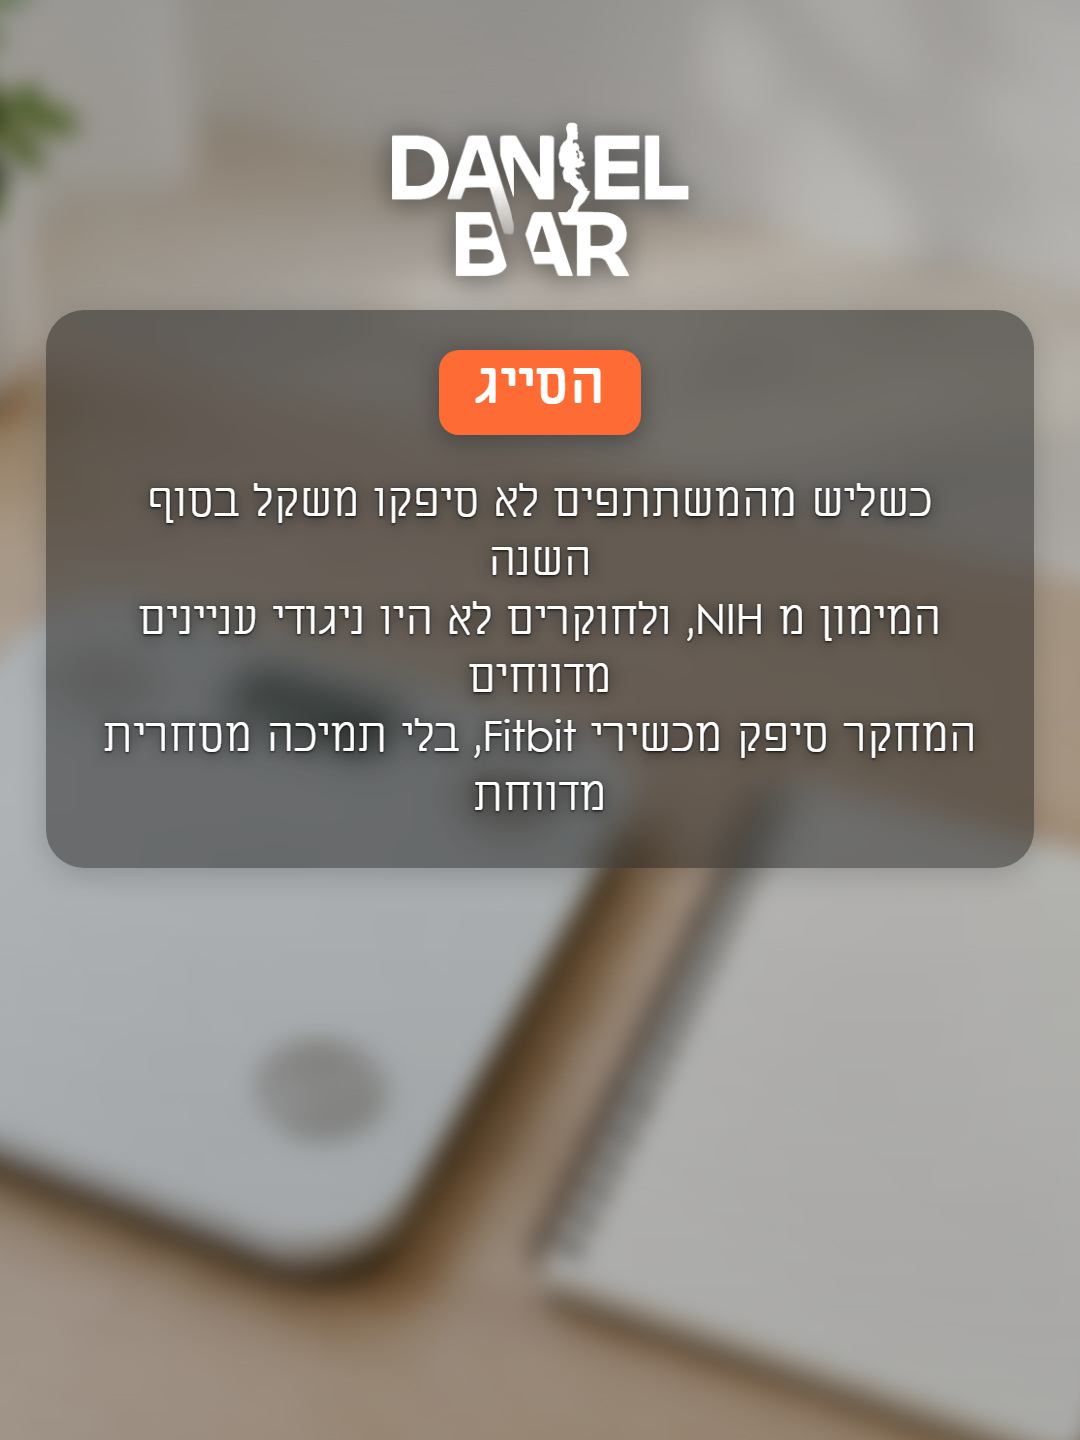 DANIEL
BAR
הסייג
כשליש מהמשתתפים לא סיפקו משקל בסוף
השנה
המימון מ NIH, ולחוקרים לא היו ניגודי עניינים
מדווחים
המחקר סיפק מכשירי Fitbit, בלי תמיכה מסחרית
מדווחת